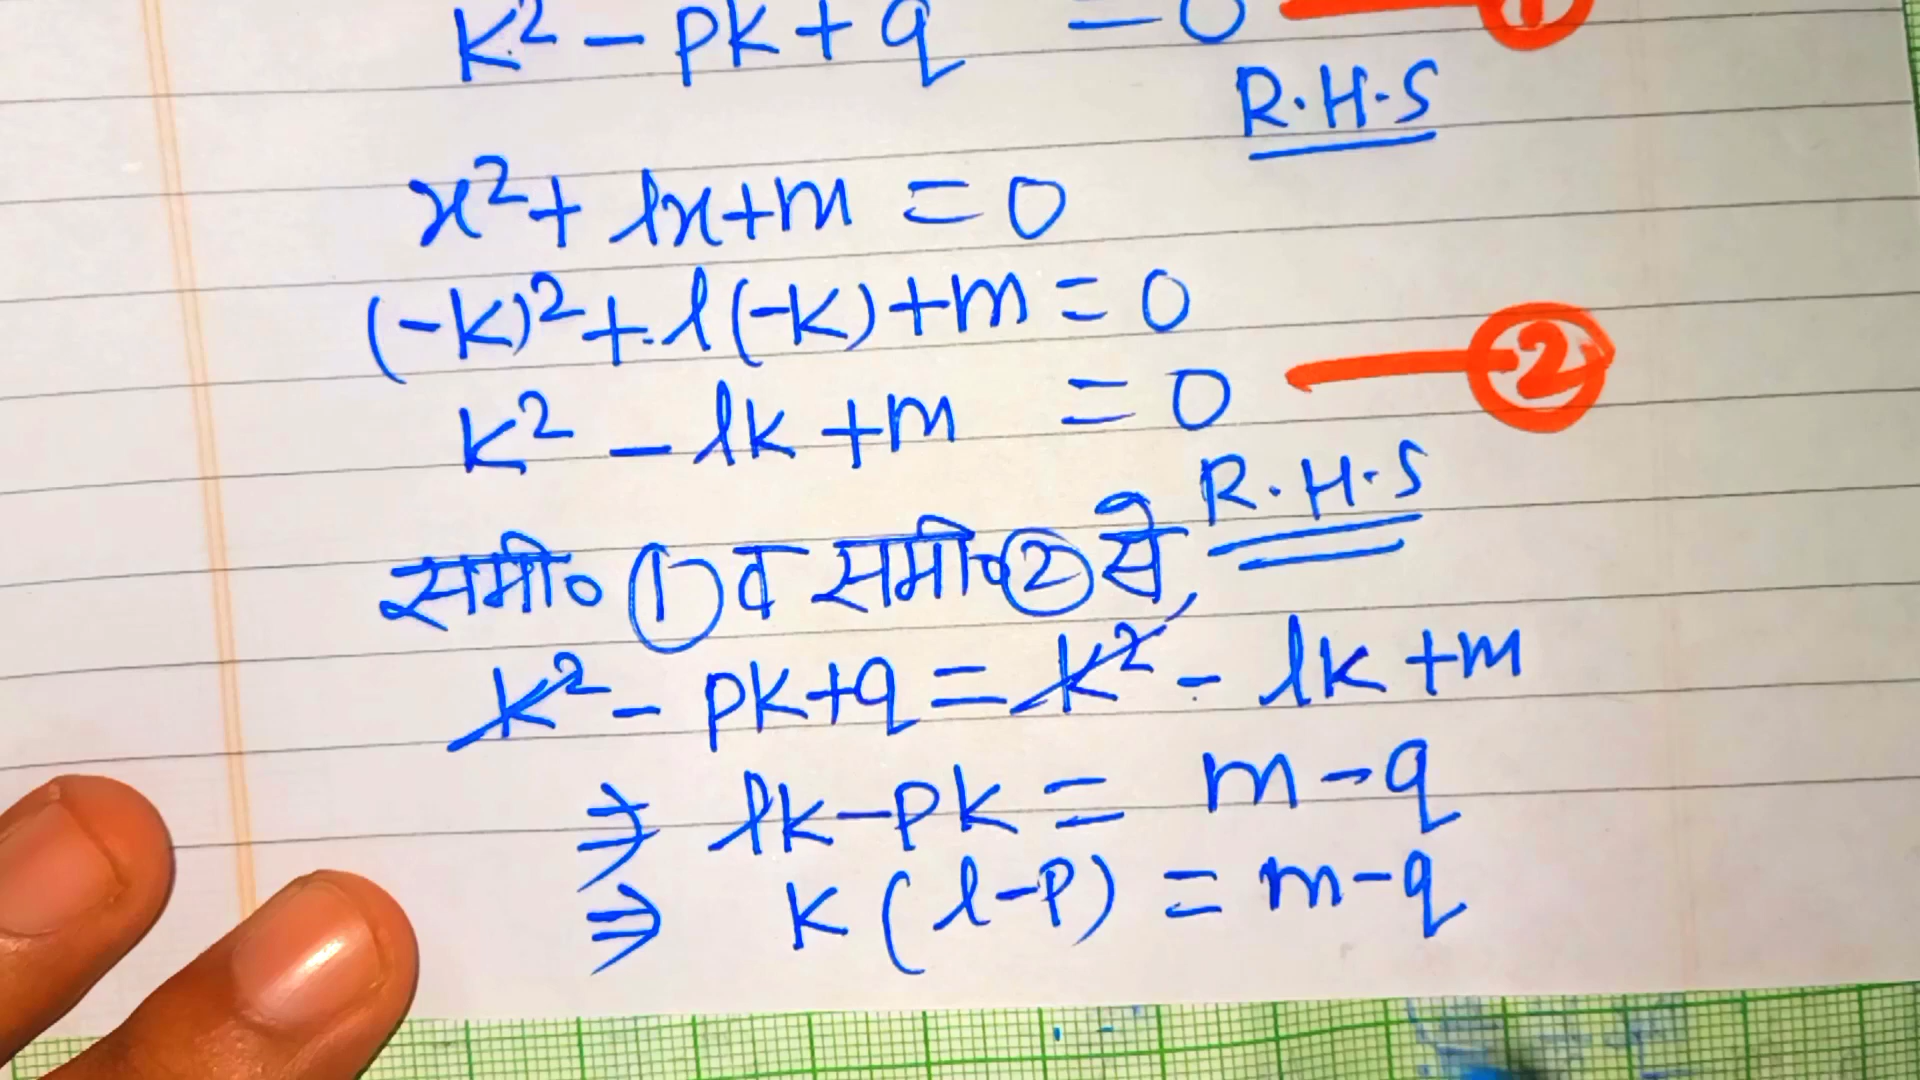 k² - pk + q = 0 ①
R.H.S
x² + lx + m = 0
(-k)² + l(-k) + m = 0
k² - lk + m = 0 ②
R.H.S
समी० ① व समी० ② से,
k² - pk + q = k² - lk + m
⇒ lk - pk = m - q
⇒ k (l - p) = m - q